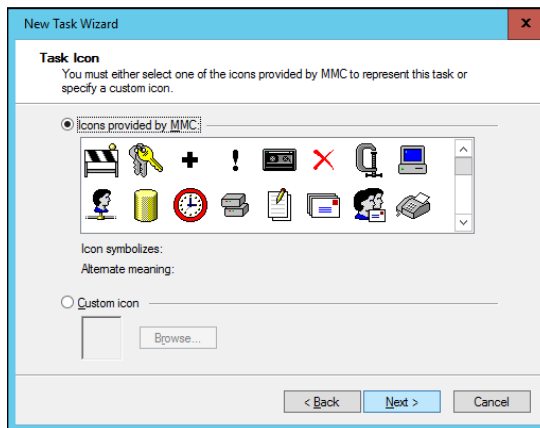 New Task Wizard
x
Task Icon
You must either select one of the icons provided by MMC to represent this task or
specify a custom icon.
Icons provided by MMC:
Icon symbolizes:
Alternate meaning:
Custom icon
Browse...
< Back
Next >
Cancel